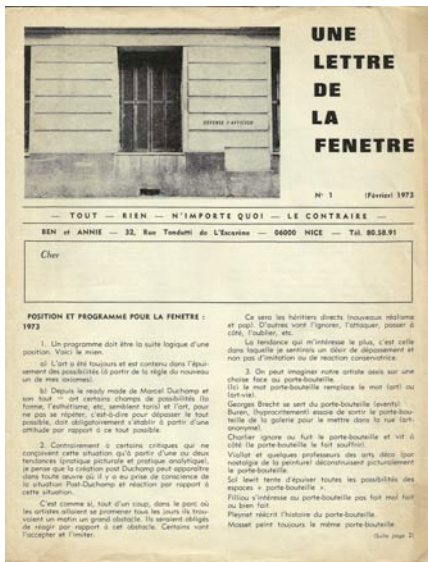 UNE
LETTRE
DE
LA
FENETRE
DEFENSE D'AFFICHER
N° 1 (Février) 1973
— TOUT — RIEN — N'IMPORTE QUOI — LE CONTRAIRE —
BEN et ANNIE — 32, Rue Tondutti de L'Escarène — 06000 NICE — Tél. 80.58.91
Cher
POSITION ET PROGRAMME POUR LA FENETRE :
1973
1. Un programme doit être la suite logique d'une
position. Voici le mien.
a) L'art a été toujours et est contenu dans l'épui-
sement des possibilités (à partir de la règle du nouveau
un de mes axiomes).
b) Depuis le ready made de Marcel Duchamp et
son tout — art certains champs de possibilités (la
forme, l'esthétisme, etc, semblent taris) et l'art, pour
ne pas se répéter, c'est-à-dire pour dépasser le tout
possible, doit obligatoirement s'établir à partir d'une
attitude par rapport à ce tout possible.
2. Contrairement à certains critiques qui ne
conçoivent cette situation qu'à partir d'une ou deux
tendances (pratique picturale et pratique analytique),
je pense que la création post Duchamp peut apparaître
dans toute œuvre où il y a eu prise de conscience de
la situation Post-Duchamp et réaction par rapport à
cette situation.
C'est comme si, tout d'un coup, dans le parc où
les artistes allaient se promener tous les jours ils trou-
vaient un matin un grand obstacle. Ils seraient obligés
de réagir par rapport à cet obstacle. Certains vont
l'accepter et l'imiter.
Ce sera les héritiers directs (nouveaux réalisme
et pop). D'autres vont l'ignorer, l'attaquer, passer à
côté, l'oublier, etc.
La tendance qui m'intéresse le plus, c'est celle
dans laquelle je sentirais un désir de dépassement et
non pas d'imitation ou de reaction conservatrice.
3. On peut imaginer notre artiste assis sur une
chaise face au porte-bouteille.
(Ici le mot porte-bouteille remplace le mot (art) ou
(art-vie).
Georges Brecht se sert du porte-bouteille (events)
Buren, (hypocritement) essaie de sortir le porte-bou-
teille de la galerie pour le mettre dans la rue (art-
anonyme).
Charlier ignore ou fuit le porte-bouteille et vit à
côté (le porte-bouteille le fait souffrir).
Viallat et quelques professeurs des arts déco (par
nostalgie de la peinture) déconstruisent picturalement
le porte-bouteille.
Sol lewit tente d'épuiser toutes les possibilités des
espaces « porte-bouteille ».
Filliou s'intéresse au porte-bouteille pas fait mal fait
ou bien fait.
Pleynet réécrit l'histoire du porte-bouteille.
Mosset peint toujours le même porte-bouteille.
(Suite page 2)